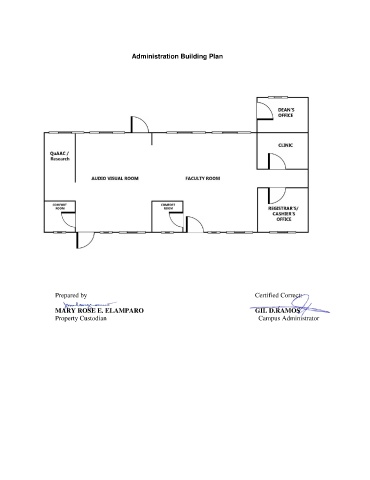 Administration Building Plan
DEAN'S
OFFICE
CLINIC
QuAAC /
Research
AUDIO VISUAL ROOM
FACULTY ROOM
COMFORT
ROOM
COMFORT
ROOM
REGISTRAR'S/
CASHIER'S
OFFICE
Prepared by
Certified Correct:
MARY ROSE E. ELAMPARO
GIL D.RAMOS
Property Custodian
Campus Administrator